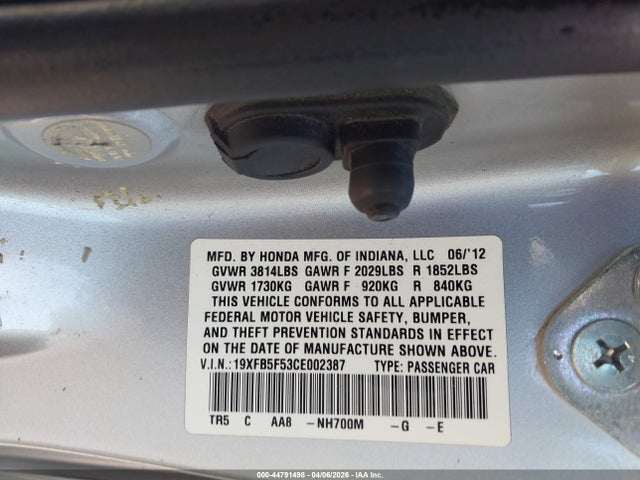 MFD. BY HONDA MFG. OF INDIANA, LLC 06/'12
GVWR 3814LBS GAWR F 2029LBS R 1852LBS
GVWR 1730KG GAWR F 920KG R 840KG
THIS VEHICLE CONFORMS TO ALL APPLICABLE
FEDERAL MOTOR VEHICLE SAFETY, BUMPER,
AND THEFT PREVENTION STANDARDS IN EFFECT
ON THE DATE OF MANUFACTURE SHOWN ABOVE.
V.I.N.:19XFB5F53CE002387 TYPE: PASSENGER CAR
TR5 C AA8 -NH700M -G -E
000-44791498 - 04/06/2026 - IAA Inc.